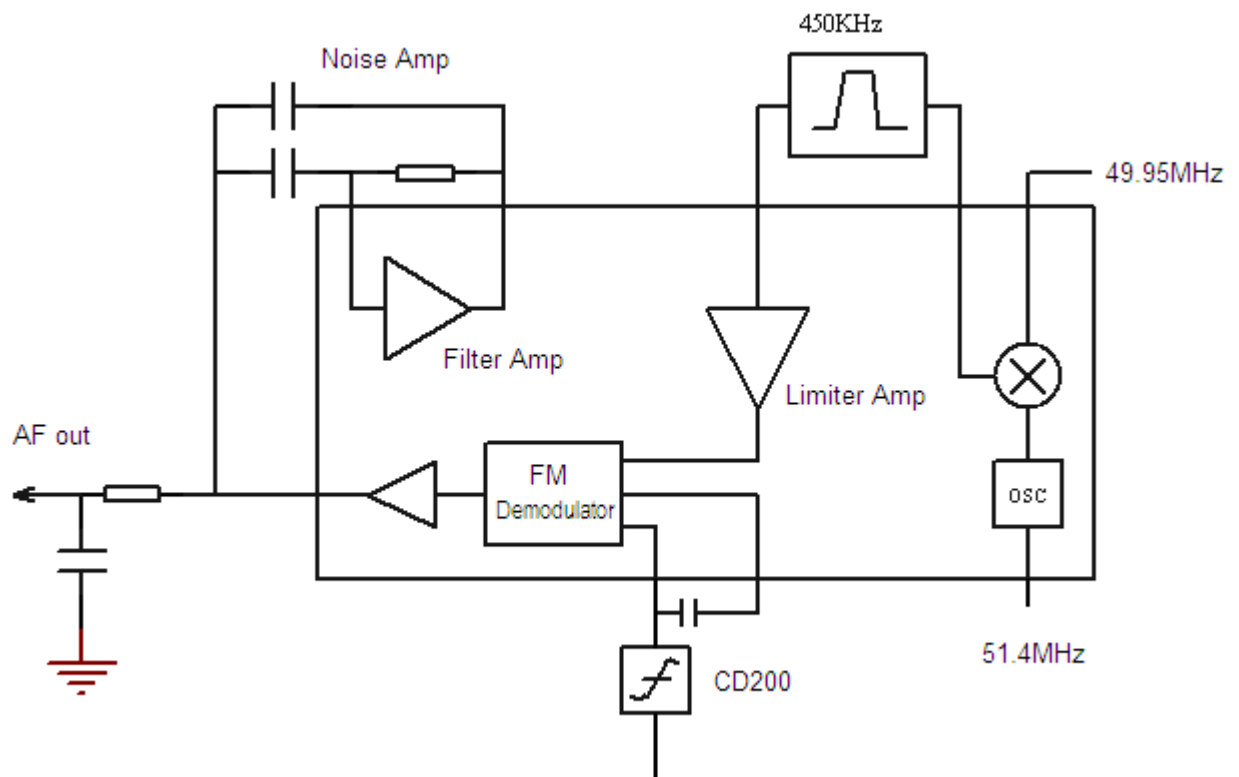 450KHz
Noise Amp
49.95MHz
Filter Amp
Limiter Amp
AF out
FM
Demodulator
osc
51.4MHz
CD200